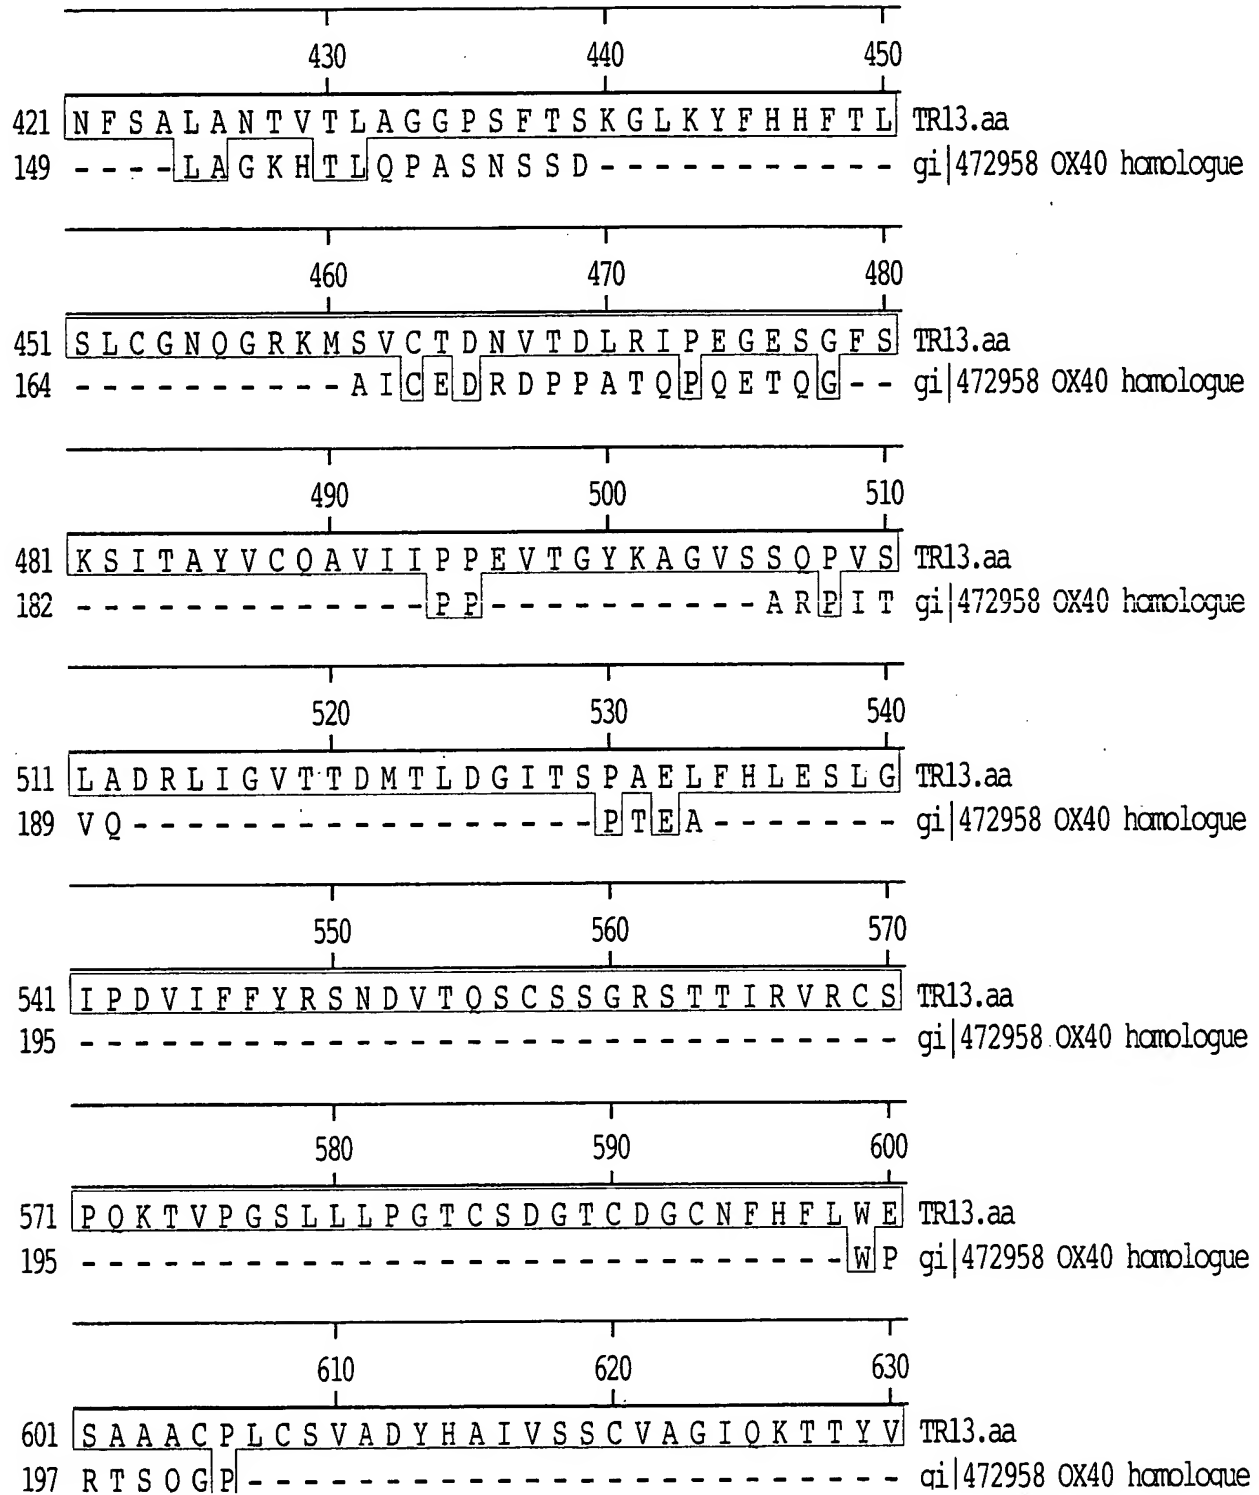 430 440 450
421 N F S A L A N T V T L A G G P S F T S K G L K Y F H H F T L TR13.aa
149 - - - - L A G K H T L Q P A S N S S D - - - - - - - - - - - gi|472958 OX40 homologue
460 470 480
451 S L C G N Q G R K M S V C T D N V T D L R I P E G E S G F S TR13.aa
164 - - - - - - - - - - A I C E D R D P P A T Q P Q E T Q G - - gi|472958 OX40 homologue
490 500 510
481 K S I T A Y V C Q A V I I P P E V T G Y K A G V S S Q P V S TR13.aa
182 - - - - - - - - - - - - - P P - - - - - - - - - - A R P I T gi|472958 OX40 homologue
520 530 540
511 L A D R L I G V T T D M T L D G I T S P A E L F H L E S L G TR13.aa
189 V Q - - - - - - - - - - - - - - - - - P T E A - - - - - - - gi|472958 OX40 homologue
550 560 570
541 I P D V I F F Y R S N D V T Q S C S S G R S T T I R V R C S TR13.aa
195 - - - - - - - - - - - - - - - - - - - - - - - - - - - - - - gi|472958 OX40 homologue
580 590 600
571 P Q K T V P G S L L L P G T C S D G T C D G C N F H F L W E TR13.aa
195 - - - - - - - - - - - - - - - - - - - - - - - - - - - - W P gi|472958 OX40 homologue
610 620 630
601 S A A A C P L C S V A D Y H A I V S S C V A G I Q K T T Y V TR13.aa
197 R T S Q G P - - - - - - - - - - - - - - - - - - - - - - - - gi|472958 OX40 homologue